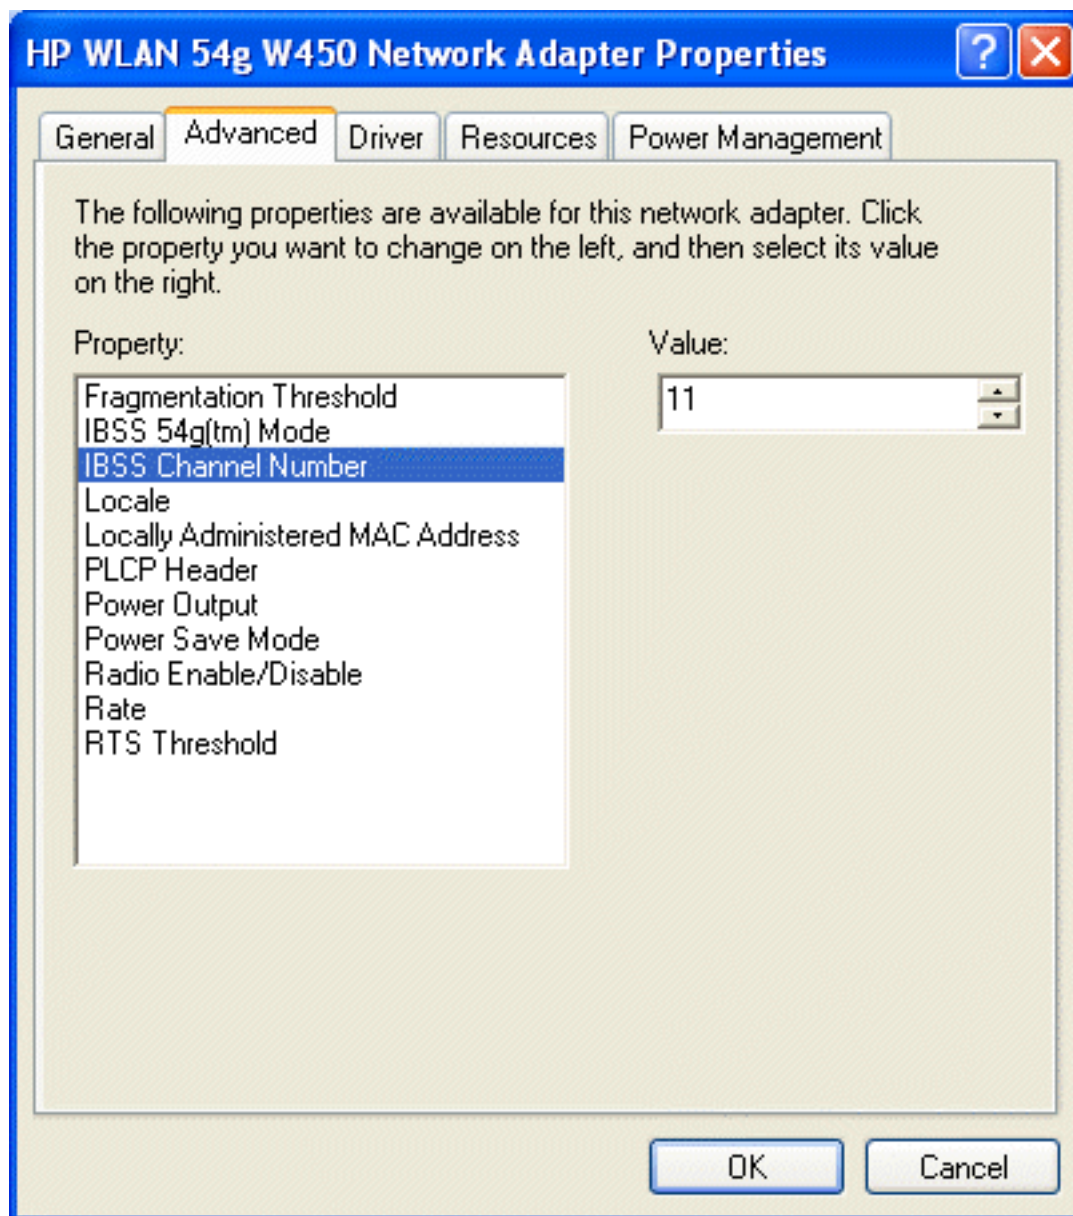 HP WLAN 54g W450 Network Adapter Properties
General Advanced Driver Resources Power Management
The following properties are available for this network adapter. Click
the property you want to change on the left, and then select its value
on the right.
Property:
Value:
Fragmentation Threshold
IBSS 54g(tm) Mode
IBSS Channel Number
Locale
Locally Administered MAC Address
PLCP Header
Power Output
Power Save Mode
Radio Enable/Disable
Rate
RTS Threshold
11
OK
Cancel